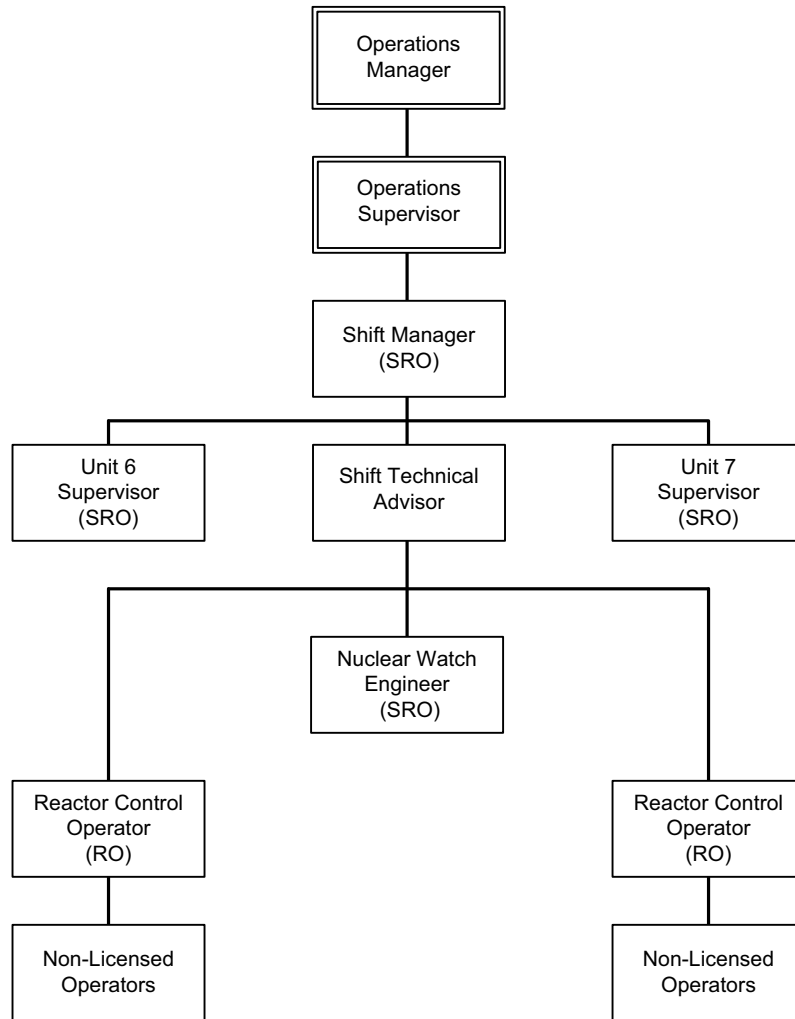 Operations
Manager
Operations
Supervisor
Shift Manager
(SRO)
Unit 6
Supervisor
(SRO)
Shift Technical
Advisor
Unit 7
Supervisor
(SRO)
Nuclear Watch
Engineer
(SRO)
Reactor Control
Operator
(RO)
Reactor Control
Operator
(RO)
Non-Licensed
Operators
Non-Licensed
Operators